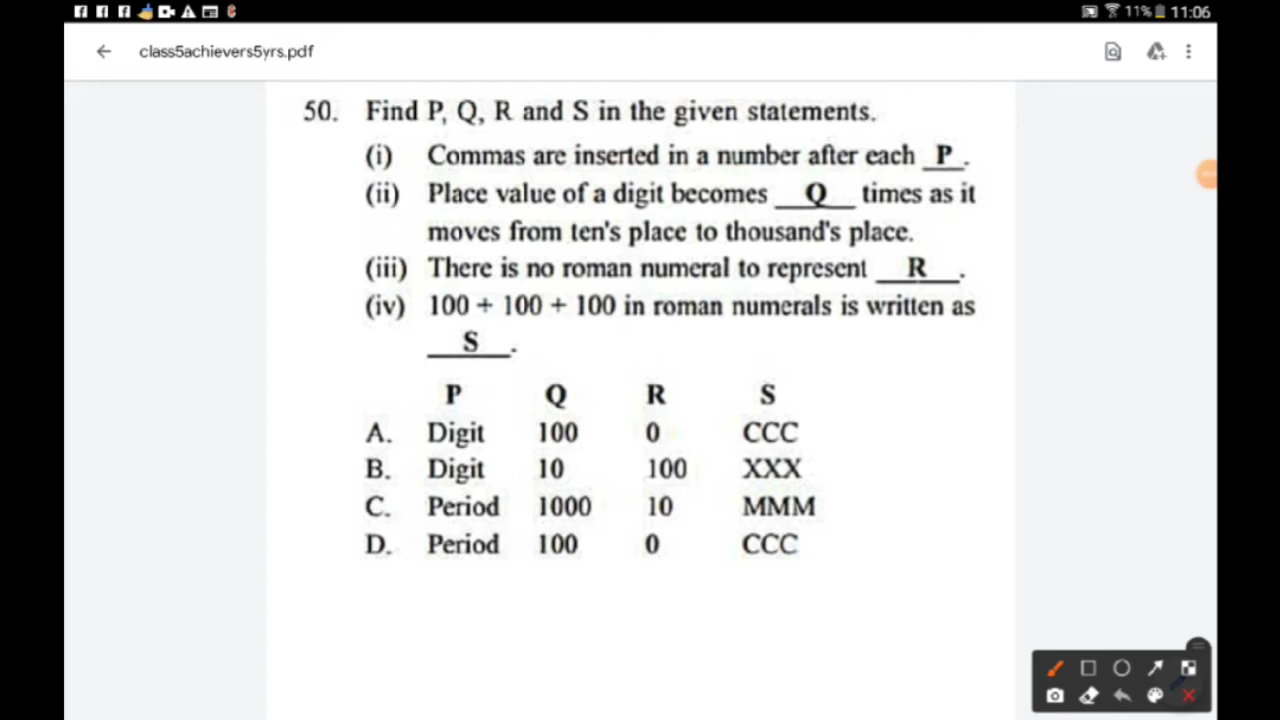 11% 11:06
class5achievers5yrs.pdf
50. Find P, Q, R and S in the given statements.
(i) Commas are inserted in a number after each P .
(ii) Place value of a digit becomes Q times as it
moves from ten's place to thousand's place.
(iii) There is no roman numeral to represent R .
(iv) 100 + 100 + 100 in roman numerals is written as
S .
P Q R S
A. Digit 100 0 CCC
B. Digit 10 100 XXX
C. Period 1000 10 MMM
D. Period 100 0 CCC